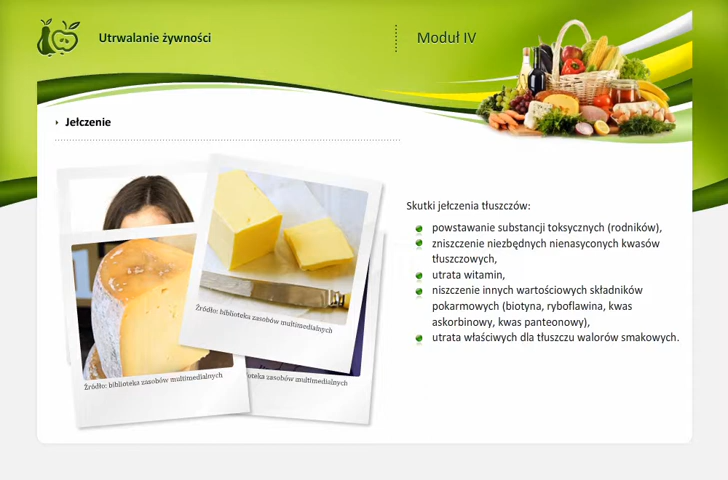 Utrwalanie żywności
Moduł IV
Jełczenie
Skutki jełczenia tłuszczów:
powstawanie substancji toksycznych (rodników),
zniszczenie niezbędnych nienasyconych kwasów
tłuszczowych,
utrata witamin,
niszczenie innych wartościowych składników
pokarmowych (biotyna, ryboflawina, kwas
askorbinowy, kwas panteonowy),
utrata właściwych dla tłuszczu walorów smakowych.
Źródło: biblioteka zasobów multimedialnych
Źródło: biblioteka zasobów multimedialnych
zasobów multimedialnych